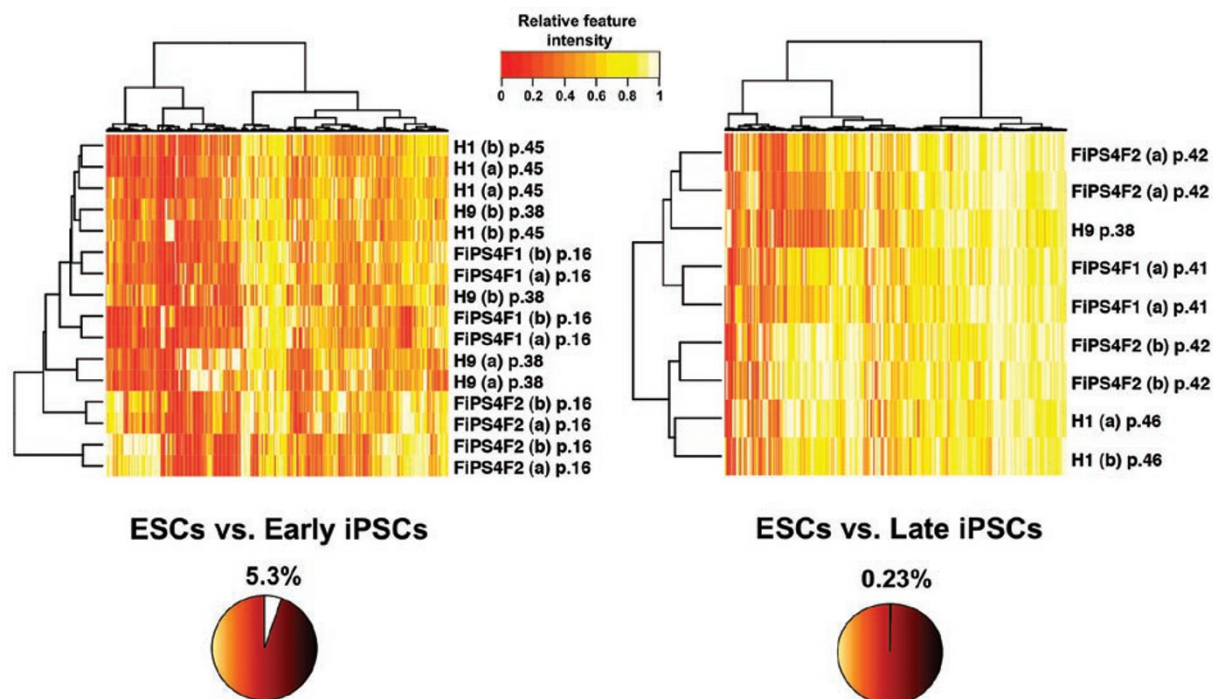 Relative feature
intensity
0 0.2 0.4 0.6 0.8 1
H1 (b) p.45
H1 (a) p.45
H1 (a) p.45
H9 (b) p.38
H1 (b) p.45
FiPS4F1 (b) p.16
FiPS4F1 (a) p.16
H9 (b) p.38
FiPS4F1 (b) p.16
FiPS4F1 (a) p.16
H9 (a) p.38
H9 (a) p.38
FiPS4F2 (b) p.16
FiPS4F2 (a) p.16
FiPS4F2 (b) p.16
FiPS4F2 (a) p.16
FiPS4F2 (a) p.42
FiPS4F2 (a) p.42
H9 p.38
FiPS4F1 (a) p.41
FiPS4F1 (a) p.41
FiPS4F2 (b) p.42
FiPS4F2 (b) p.42
H1 (a) p.46
H1 (b) p.46
ESCs vs. Early iPSCs
5.3%
ESCs vs. Late iPSCs
0.23%